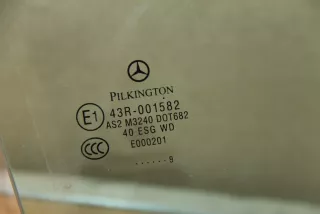 PILKINGTON
E1 43R-001582
AS2 M3240 DOT682
40 ESG WD
CCC E000201
......5